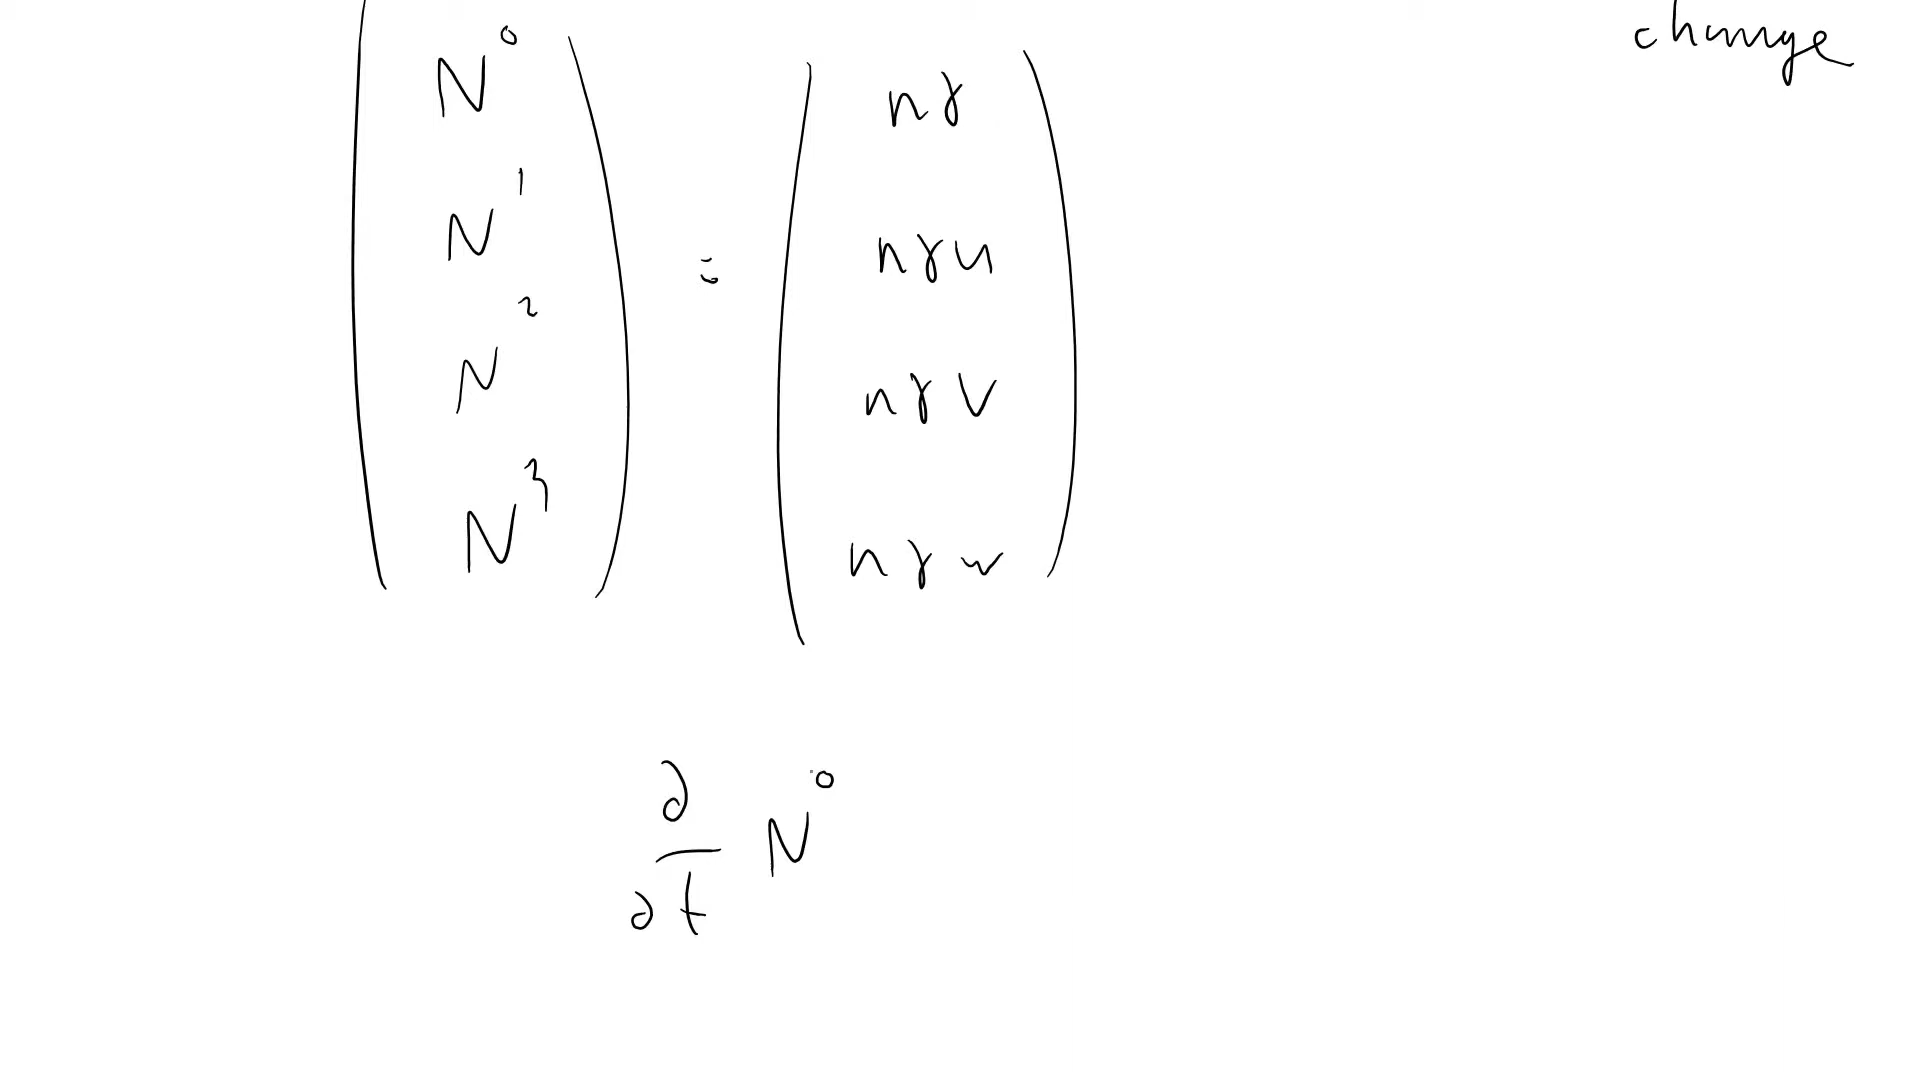 change
N⁰ nγ
N¹ nγu
=
N² nγv
N³ nγw
∂/∂t N⁰